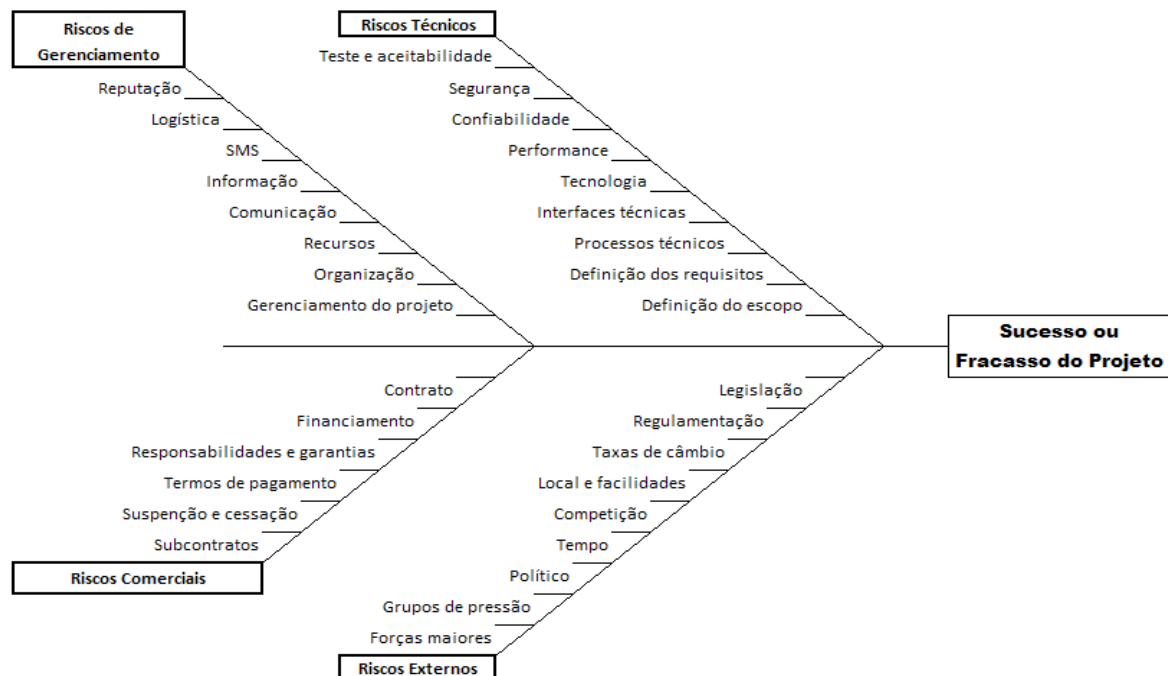 Riscos de
Gerenciamento
Reputação
Logística
SMS
Informação
Comunicação
Recursos
Organização
Gerenciamento do projeto
Riscos Técnicos
Teste e aceitabilidade
Segurança
Confiabilidade
Performance
Tecnologia
Interfaces técnicas
Processos técnicos
Definição dos requisitos
Definição do escopo
Sucesso ou
Fracasso do Projeto
Contrato
Financiamento
Responsabilidades e garantias
Termos de pagamento
Suspenção e cessação
Subcontratos
Riscos Comerciais
Legislação
Regulamentação
Taxas de câmbio
Local e facilidades
Competição
Tempo
Político
Grupos de pressão
Forças maiores
Riscos Externos